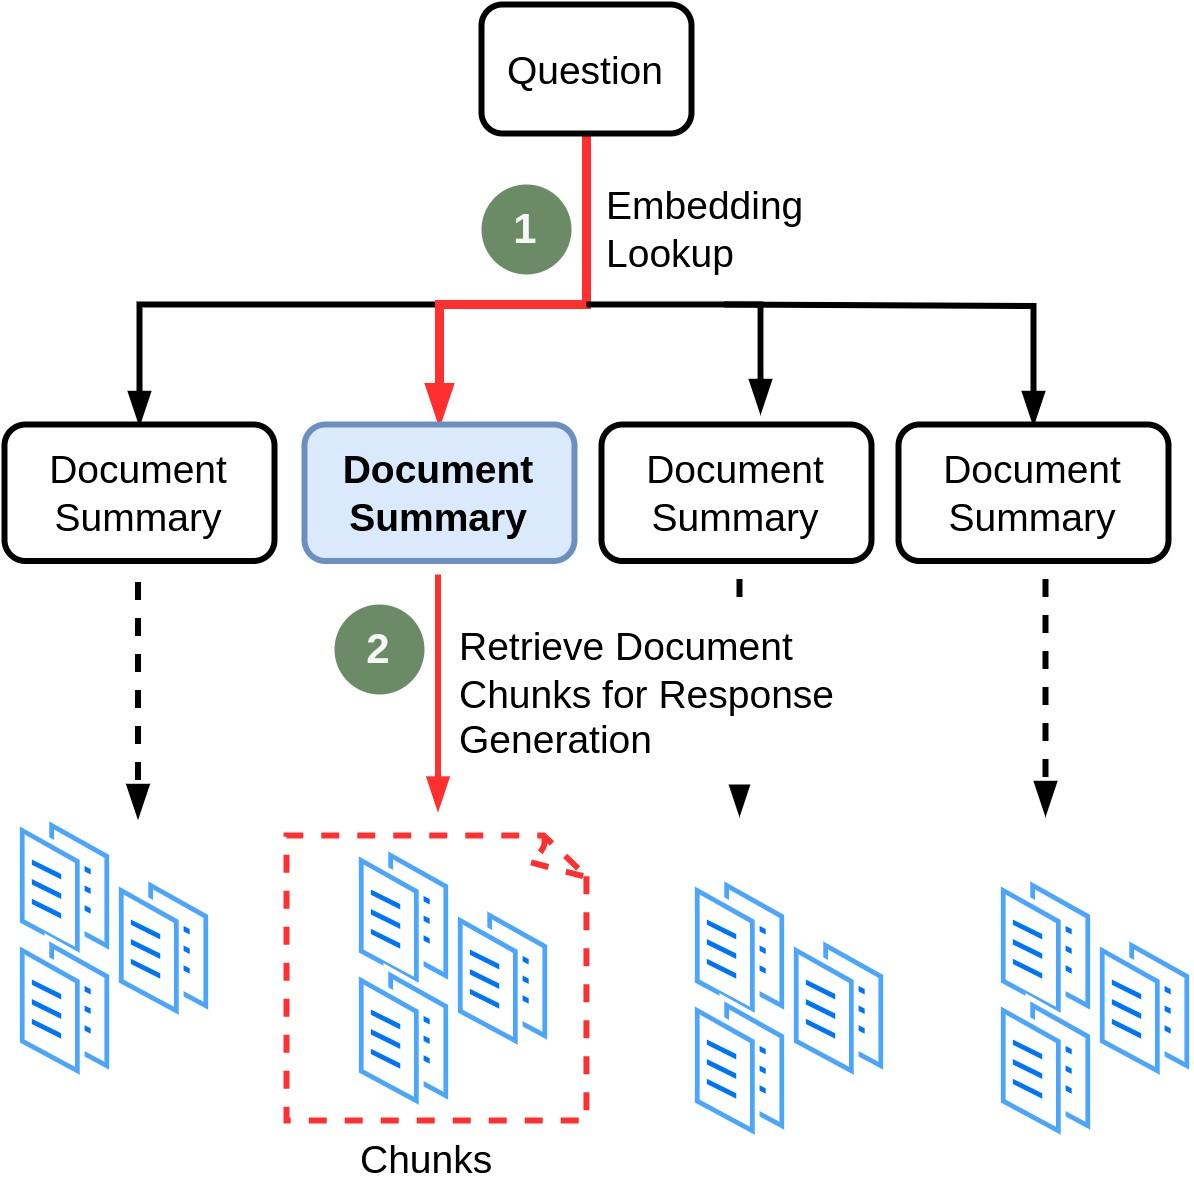 Question
1
Embedding
Lookup
Document
Summary
Document
Summary
Document
Summary
Document
Summary
2
Retrieve Document
Chunks for Response
Generation
Chunks